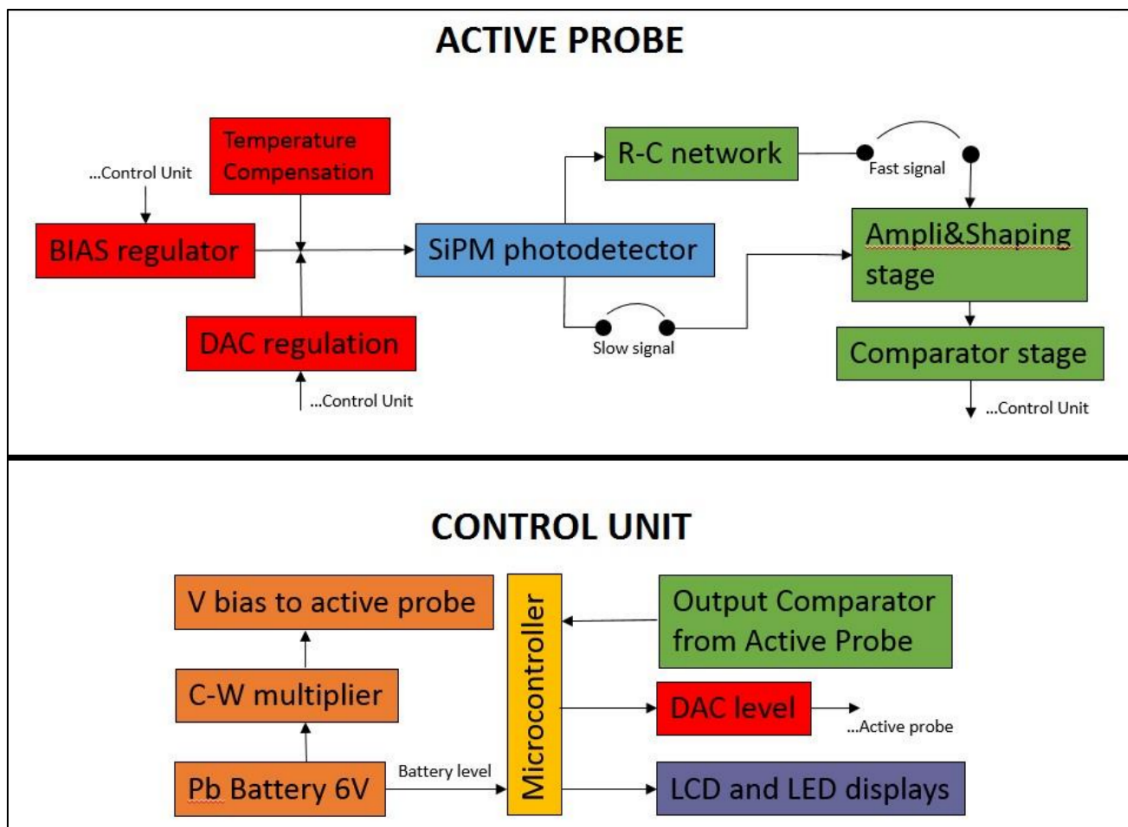 ACTIVE PROBE
Temperature
Compensation
R-C network
Fast signal
...Control Unit
BIAS regulator
SiPM photodetector
Ampli&Shaping
stage
DAC regulation
Slow signal
Comparator stage
...Control Unit
...Control Unit
CONTROL UNIT
V bias to active probe
Microcontroller
Output Comparator
from Active Probe
C-W multiplier
DAC level
...Active probe
Pb Battery 6V
Battery level
LCD and LED displays